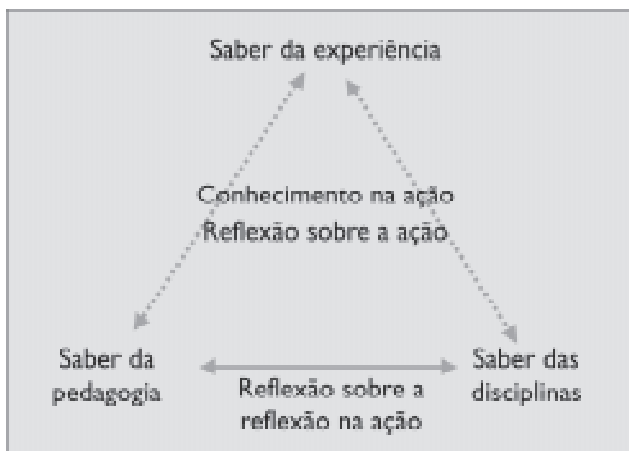 Saber da experiência
Conhecimento na ação
Reflexão sobre a ação
Saber da
pedagogia
Reflexão sobre a
reflexão na ação
Saber das
disciplinas